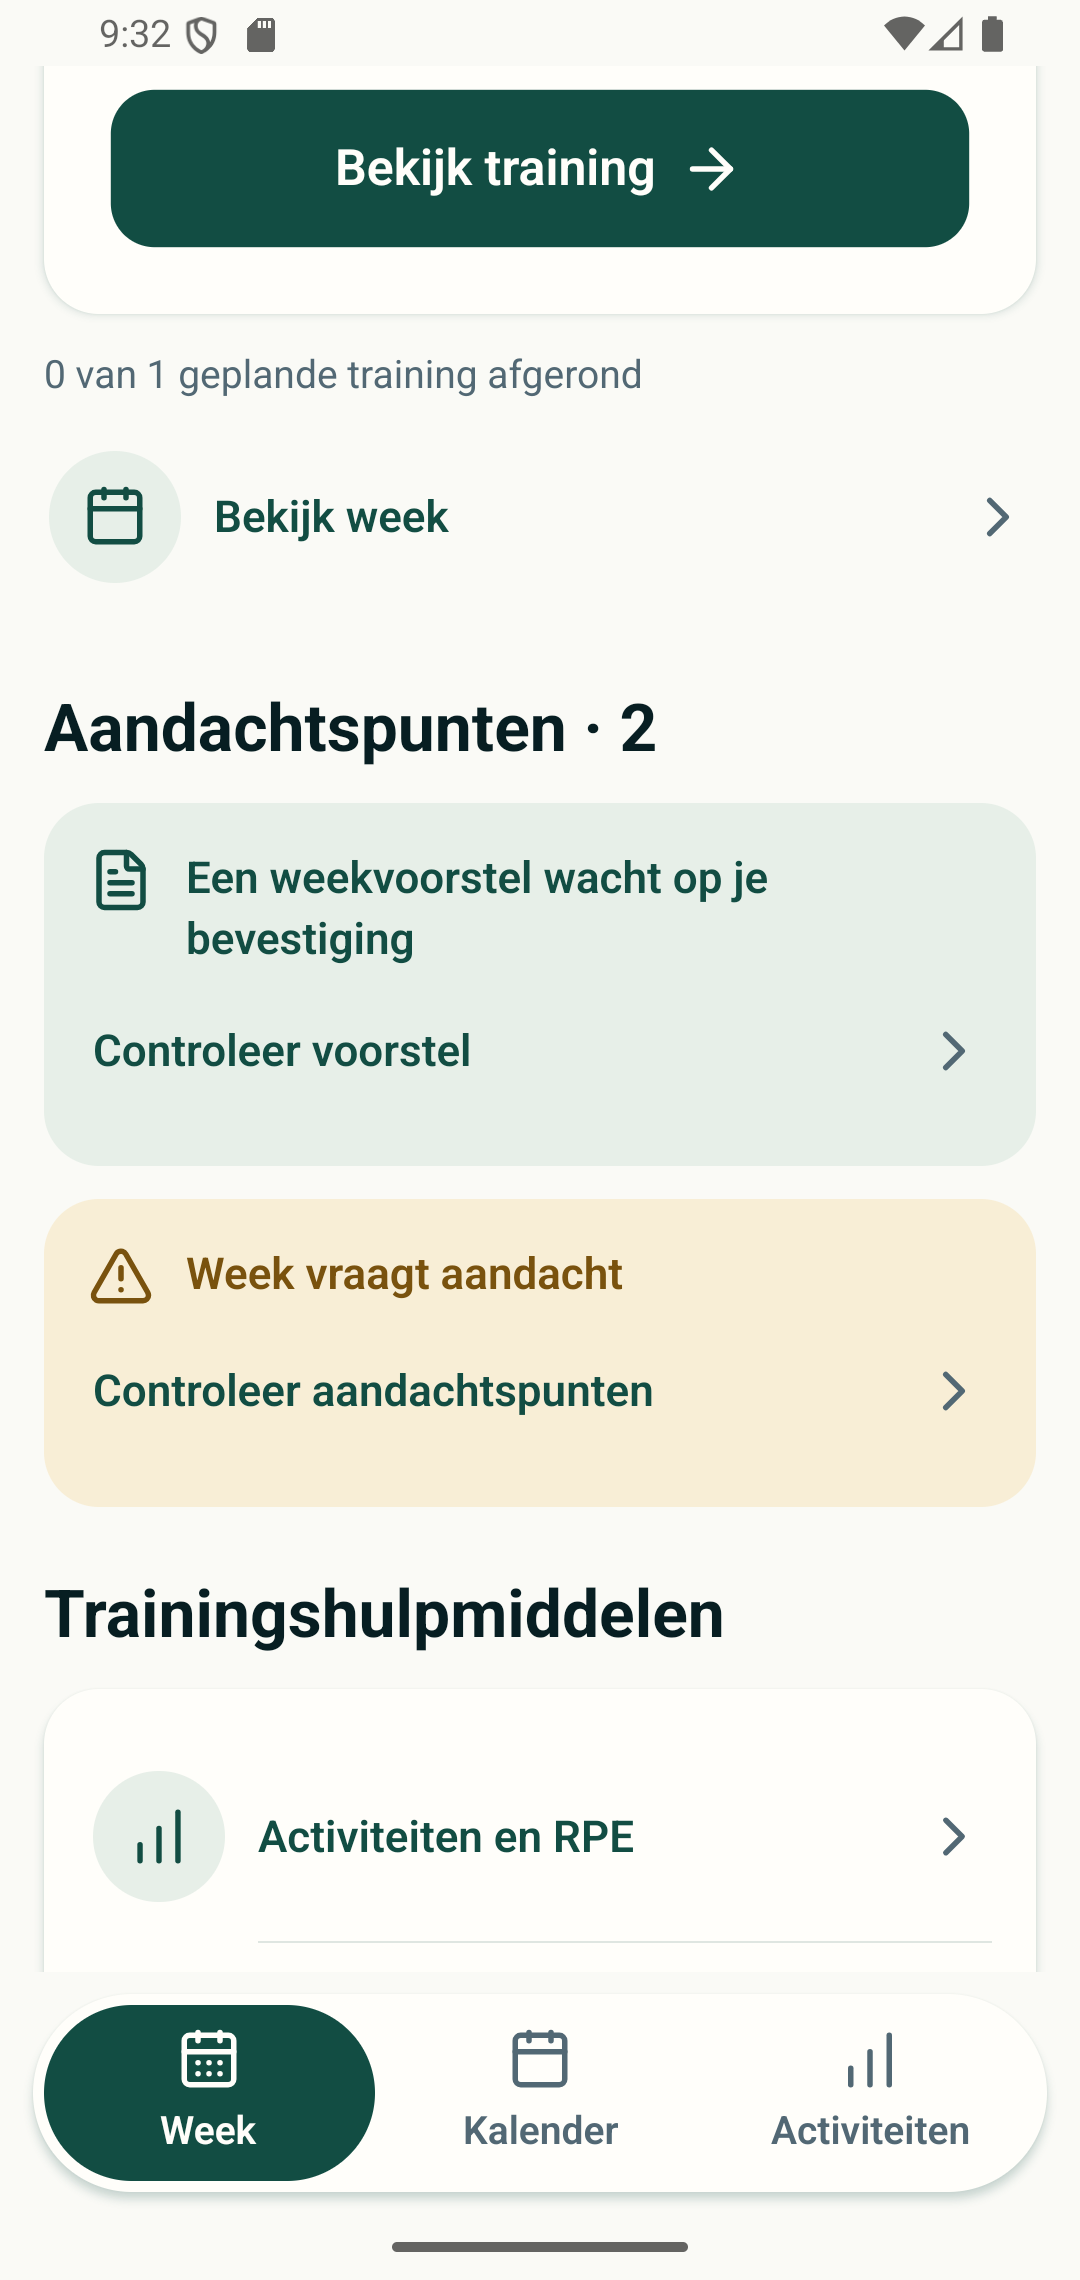 9:32
Bekijk training
0 van 1 geplande training afgerond
Bekijk week
Aandachtspunten · 2
Een weekvoorstel wacht op je
bevestiging
Controleer voorstel
Week vraagt aandacht
Controleer aandachtspunten
Trainingshulpmiddelen
Activiteiten en RPE
Week
Kalender
Activiteiten